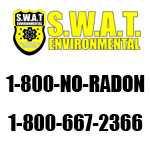 S.W.A.T.
ENVIRONMENTAL
S.W.A.T.
ENVIRONMENTAL
1-800-NO-RADON
1-800-667-2366